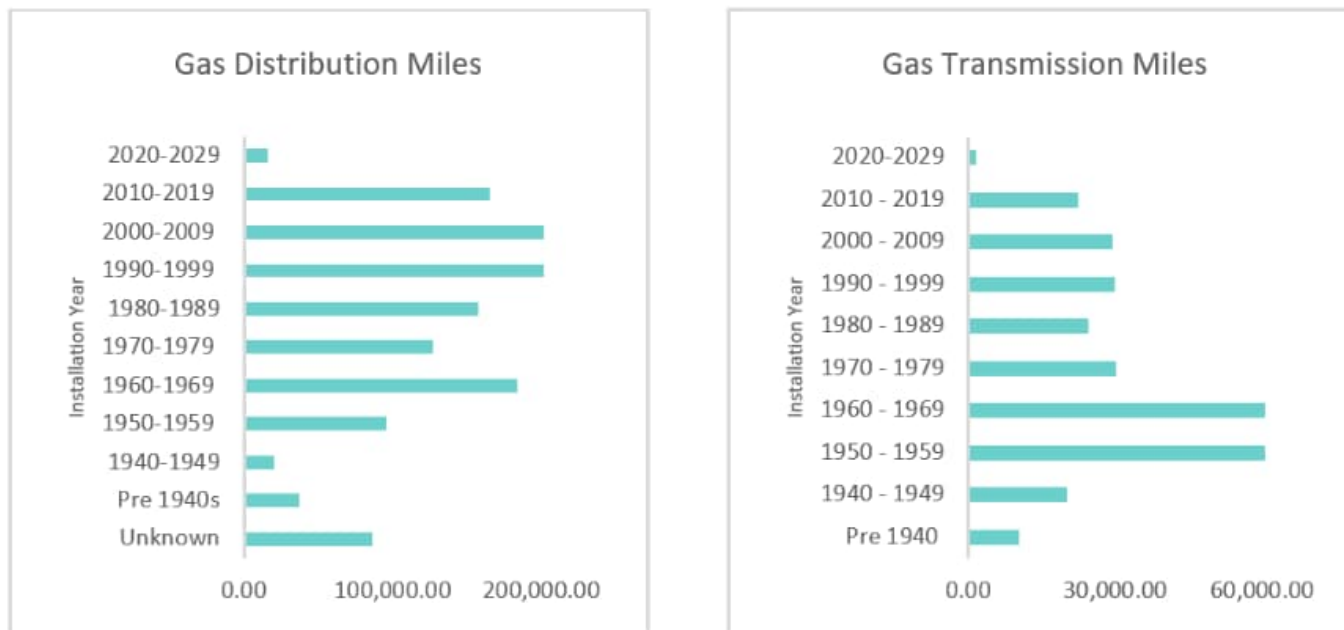 Gas Distribution Miles
Installation Year
2020-2029
2010-2019
2000-2009
1990-1999
1980-1989
1970-1979
1960-1969
1950-1959
1940-1949
Pre 1940s
Unknown
0.00 100,000.00 200,000.00
Gas Transmission Miles
Installation Year
2020-2029
2010 - 2019
2000 - 2009
1990 - 1999
1980 - 1989
1970 - 1979
1960 - 1969
1950 - 1959
1940 - 1949
Pre 1940
0.00 30,000.00 60,000.00